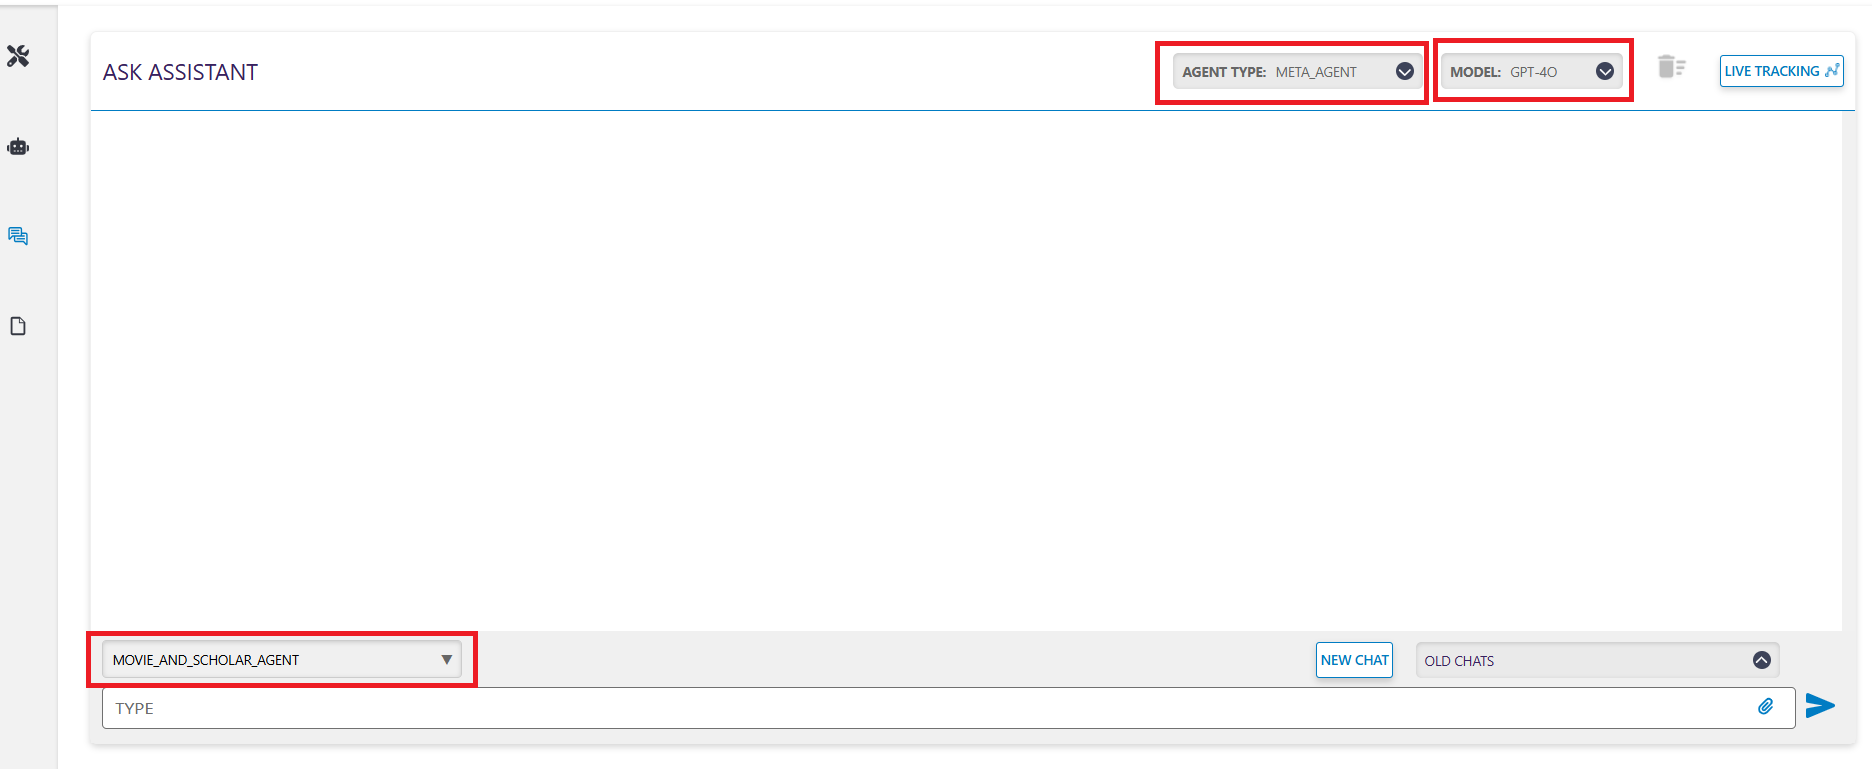 ASK ASSISTANT
AGENT TYPE: META_AGENT
MODEL: GPT-4O
LIVE TRACKING
MOVIE_AND_SCHOLAR_AGENT
NEW CHAT
OLD CHATS
TYPE